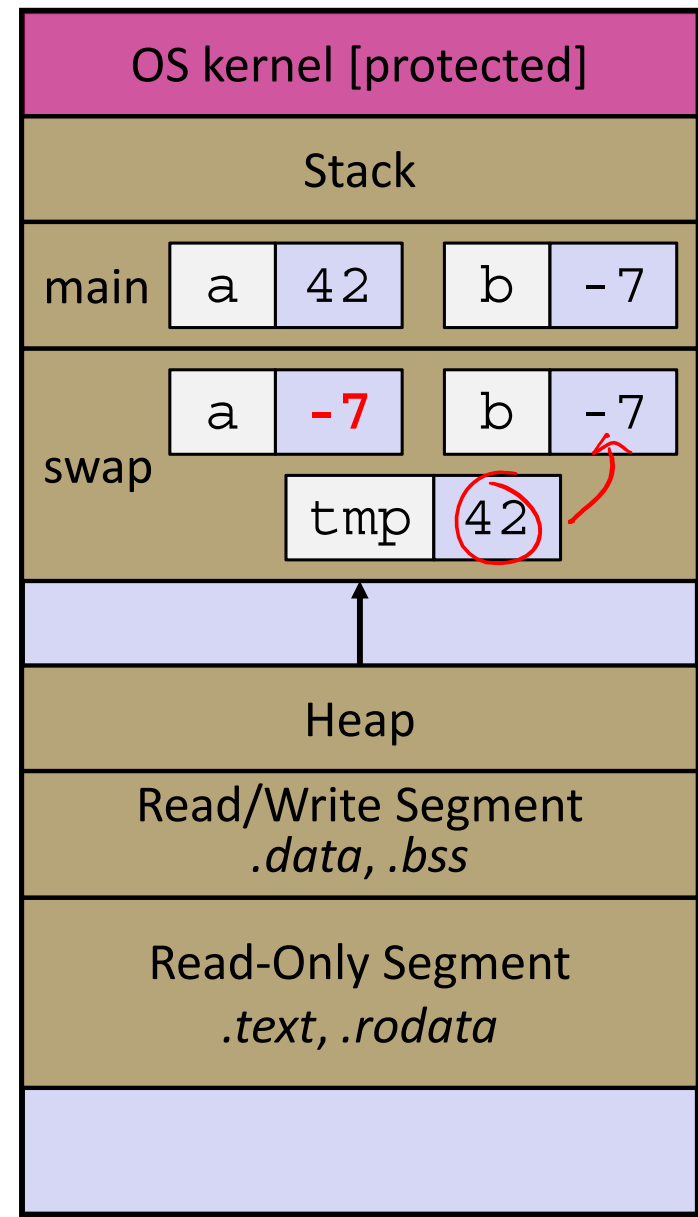 OS kernel [protected]
Stack
main a 42 b -7
a -7 b -7
swap
tmp 42
Heap
Read/Write Segment
.data, .bss
Read-Only Segment
.text, .rodata